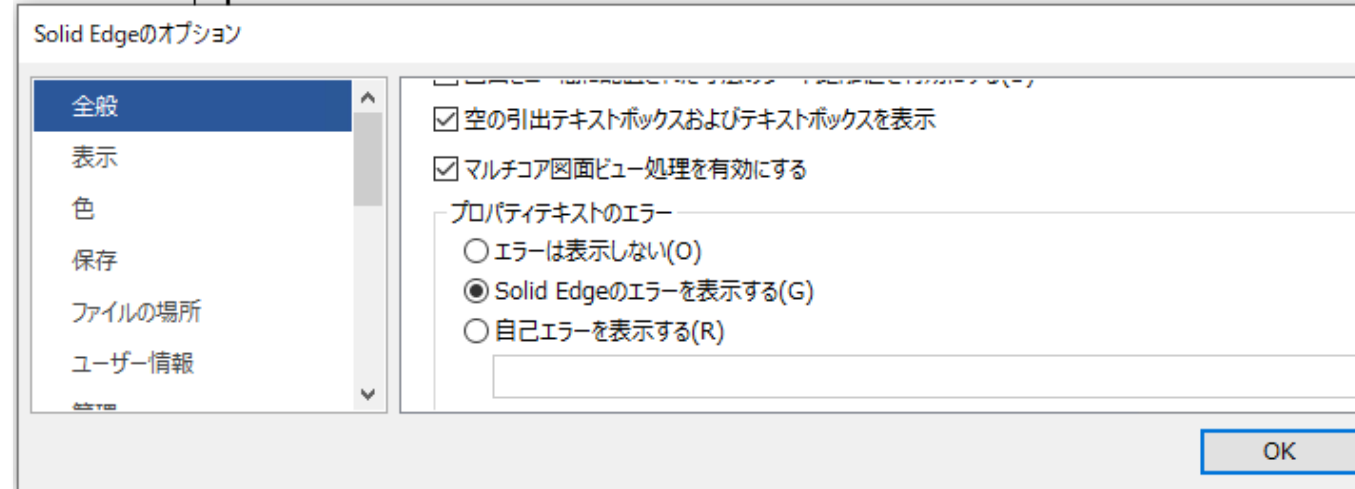 Solid Edgeのオプション
全般
表示
色
保存
ファイルの場所
ユーザー情報
管理
空の引出テキストボックスおよびテキストボックスを表示
マルチコア図面ビュー処理を有効にする
プロパティテキストのエラー
エラーは表示しない(O)
Solid Edgeのエラーを表示する(G)
自己エラーを表示する(R)
OK